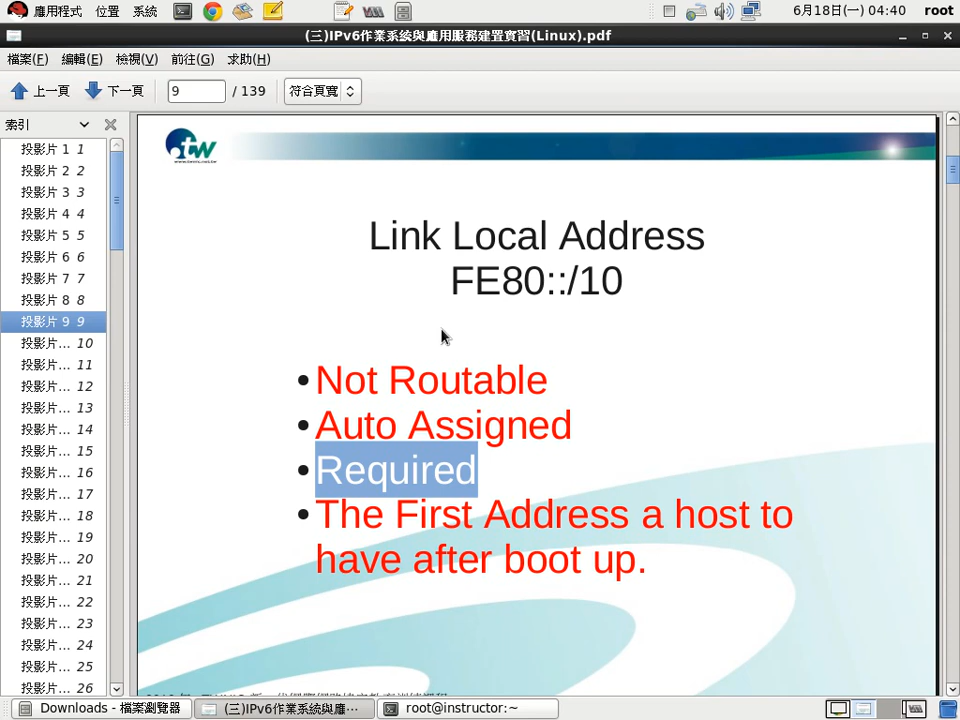 應用程式 位置 系統 6月18日(一) 04:40 root
(三)IPv6作業系統與應用服務建置實習(Linux).pdf
檔案(F) 編輯(E) 檢視(V) 前往(G) 求助(H)
上一頁 下一頁 9 / 139 符合頁寬
索引
投影片 1 1
投影片 2 2
投影片 3 3
投影片 4 4
投影片 5 5
投影片 6 6
投影片 7 7
投影片 8 8
投影片 9 9
投影片... 10
投影片... 11
投影片... 12
投影片... 13
投影片... 14
投影片... 15
投影片... 16
投影片... 17
投影片... 18
投影片... 19
投影片... 20
投影片... 21
投影片... 22
投影片... 23
投影片... 24
投影片... 25
投影片... 26
.tw
www.twnic.net.tw
Link Local Address
FE80::/10
•Not Routable
•Auto Assigned
•Required
•The First Address a host to
have after boot up.
Downloads - 檔案瀏覽器 (三)IPv6作業系統與應… root@instructor:~